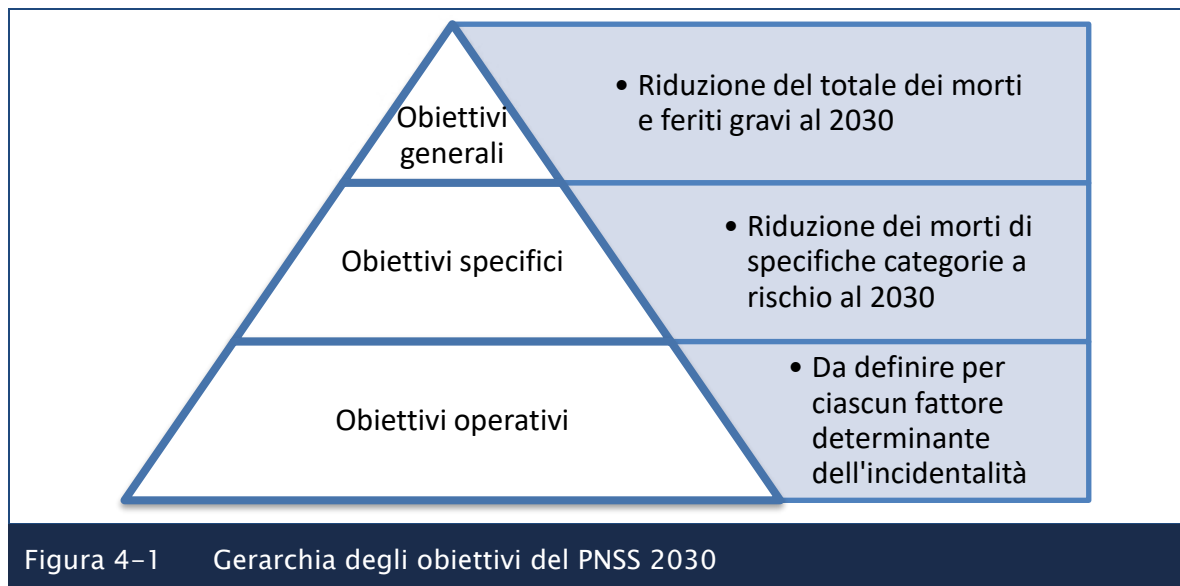 Obiettivi
generali
• Riduzione del totale dei morti
e feriti gravi al 2030
Obiettivi specifici
• Riduzione dei morti di
specifiche categorie a
rischio al 2030
Obiettivi operativi
• Da definire per
ciascun fattore
determinante
dell'incidentalità
Figura 4-1 Gerarchia degli obiettivi del PNSS 2030